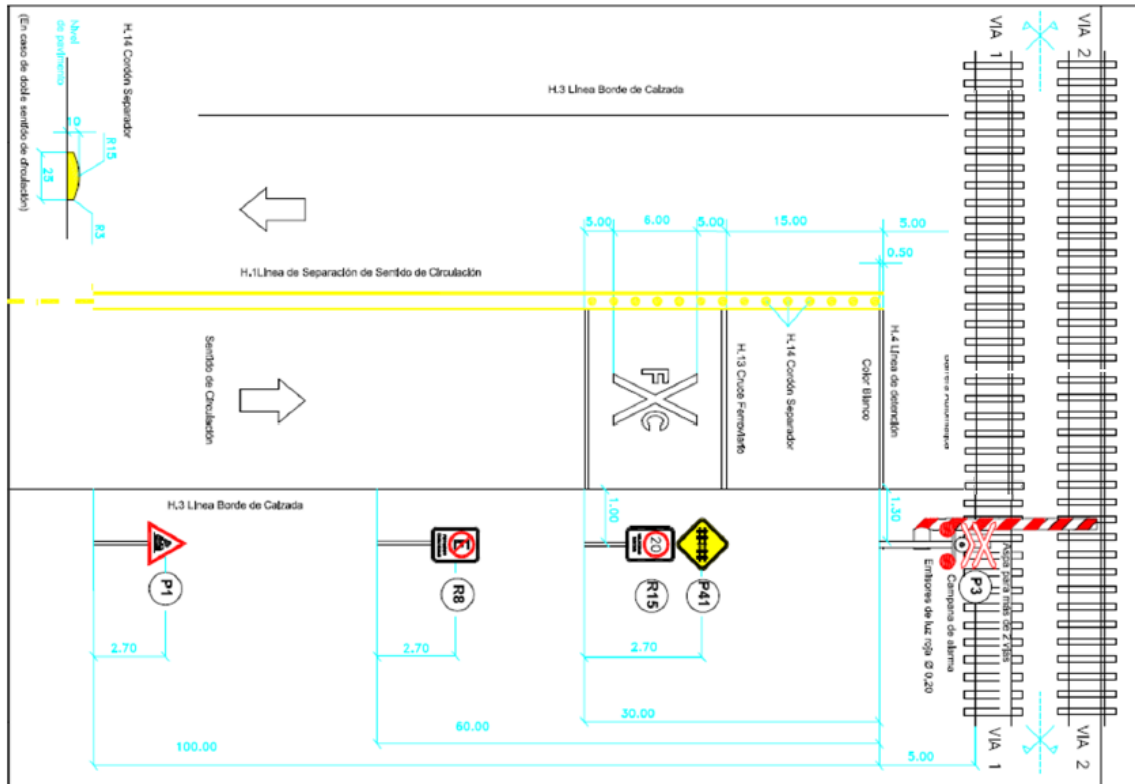 H.14 Cordón Separador
Nivel
de pavimento
10
R15
25
R3
(En caso de doble sentido de circulación)
H.3 Línea Borde de Calzada
VIA 1
VIA 2
5.00
6.00
5.00
15.00
5.00
0.50
H.1Línea de Separación de Sentido de Circulación
Sentido de Circulación
F C
H.13 Cruce Ferroviario
H.14 Cordón Separador
Color Blanco
H.4 Línea de detención
H.3 Línea Borde de Calzada
1.00
1.30
E
20
P1
R8
R15
P41
P3
Aspa para más de 2 vías
Campana de alarma
Emisores de luz roja Ø 0,20
2.70
2.70
2.70
30.00
60.00
100.00
5.00
VIA 1
VIA 2